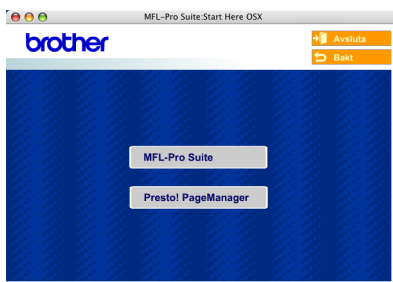 MFL-Pro Suite:Start Here OSX
brother
Avsluta
Bakt
MFL-Pro Suite
Presto! PageManager